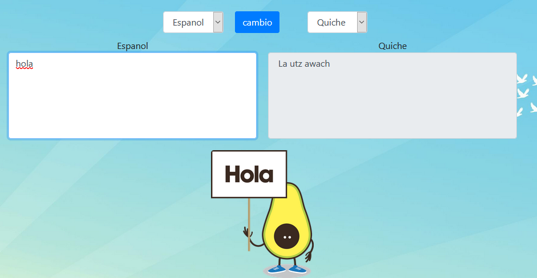 Espanol cambio Quiche
Espanol Quiche
hola La utz awach
Hola